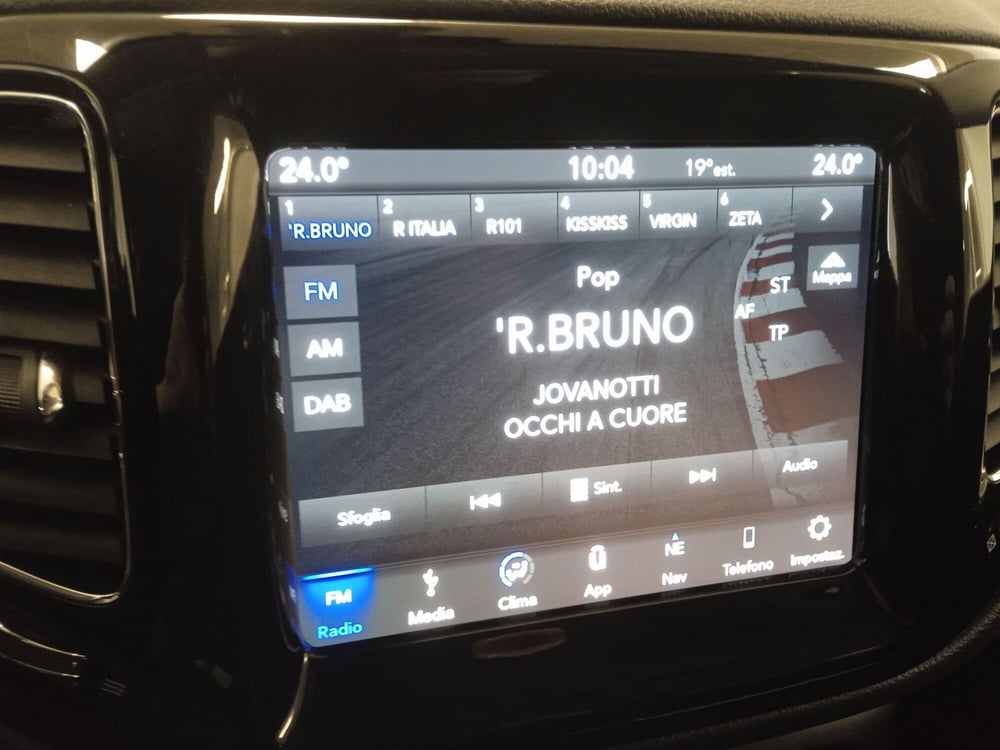 24.0° 10:04 19°est. 24.0°
1 2 3 4 5 6
'R.BRUNO R ITALIA R101 KISSKISS VIRGIN ZETA
FM
AM
DAB
Pop
'R.BRUNO
JOVANOTTI
OCCHI A CUORE
Mappa
ST
AF
TP
Sfoglia Sint. Audio
FM NE
Radio Media Clima App Nav Telefono Impostaz.